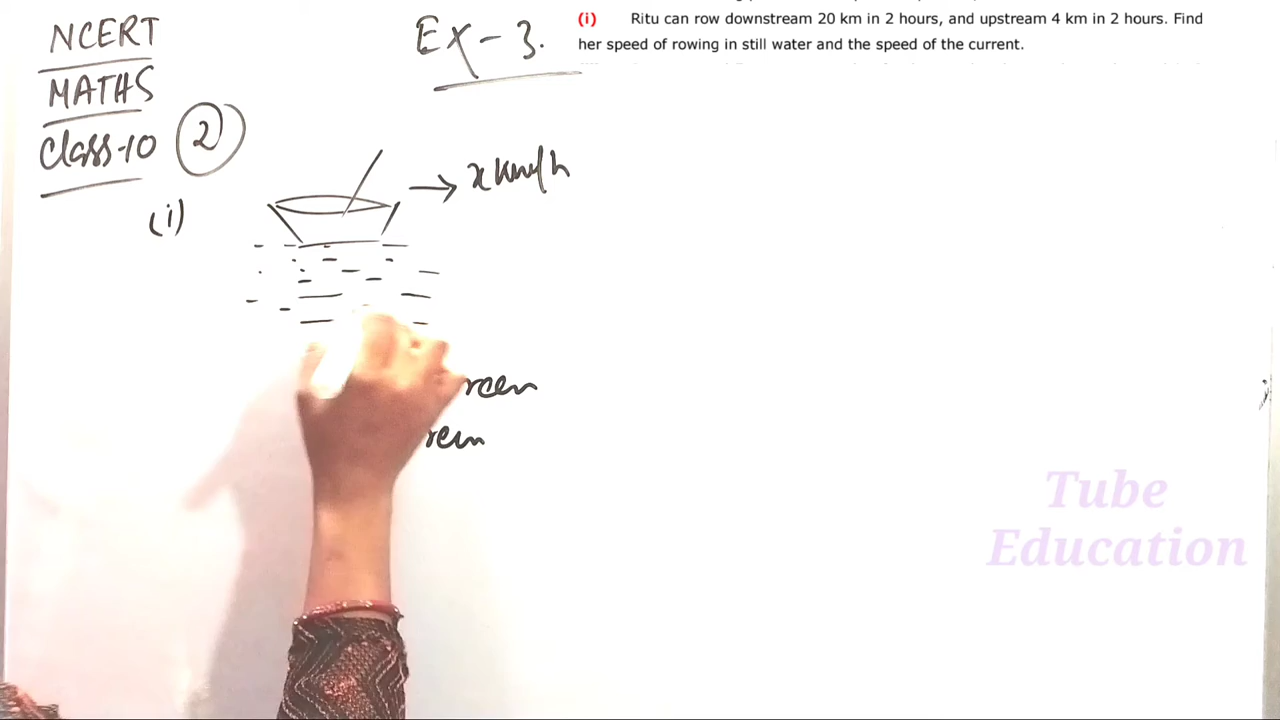 NCERT
MATHS
Class-10
2
(i)
Ex-3.
(i) Ritu can row downstream 20 km in 2 hours, and upstream 4 km in 2 hours. Find
her speed of rowing in still water and the speed of the current.
x km/h
Tube
Education